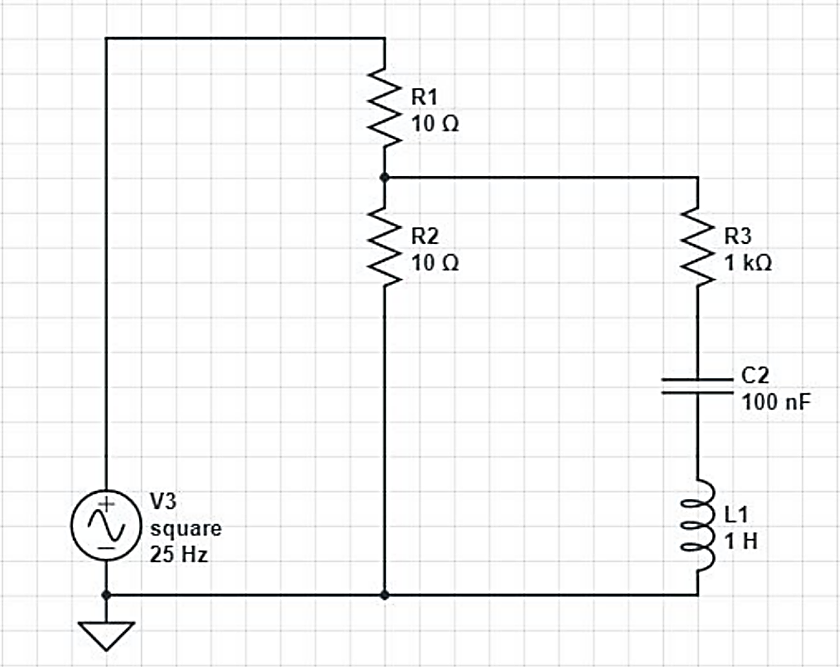 R1
10 Ω
R2
10 Ω
R3
1 kΩ
C2
100 nF
V3
square
25 Hz
L1
1 H